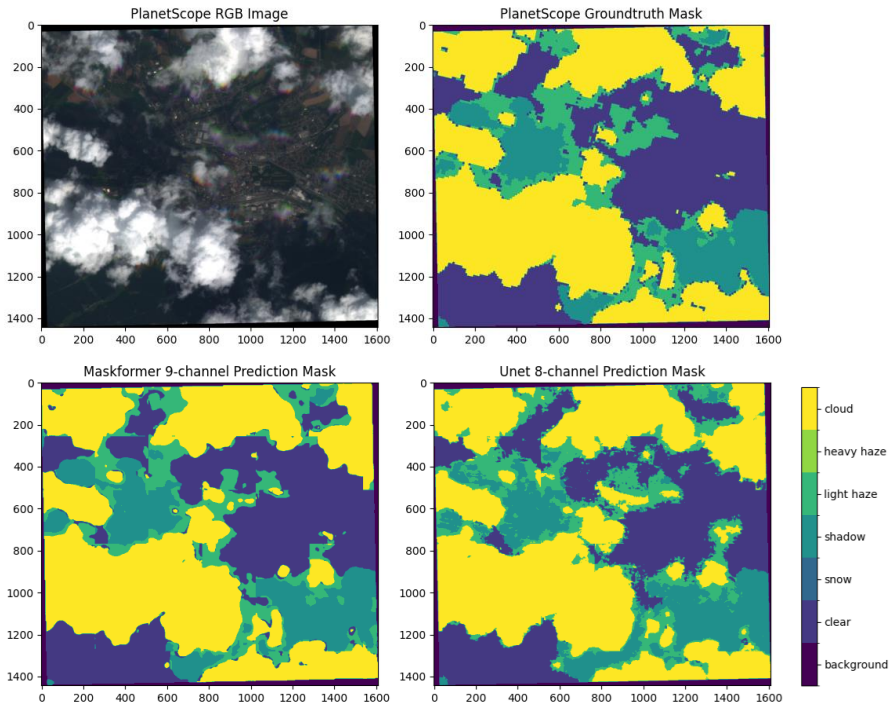 PlanetScope RGB Image
PlanetScope Groundtruth Mask
0
200
400
600
800
1000
1200
1400
0 200 400 600 800 1000 1200 1400 1600
0
200
400
600
800
1000
1200
1400
0 200 400 600 800 1000 1200 1400 1600
Maskformer 9-channel Prediction Mask
Unet 8-channel Prediction Mask
0
200
400
600
800
1000
1200
1400
0 200 400 600 800 1000 1200 1400 1600
0
200
400
600
800
1000
1200
1400
0 200 400 600 800 1000 1200 1400 1600
cloud
heavy haze
light haze
shadow
snow
clear
background